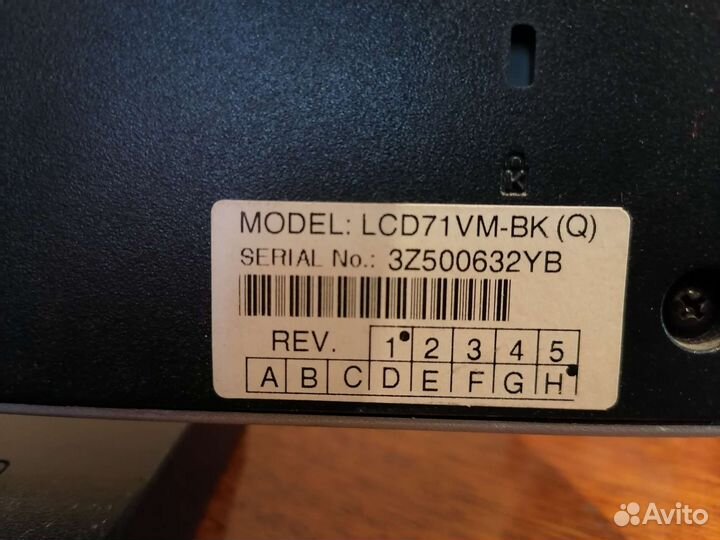 K
MODEL: LCD71VM-BK (Q)
SERIAL No.: 3Z500632YB
REV. 1 2 3 4 5
A B C D E F G H
Avito